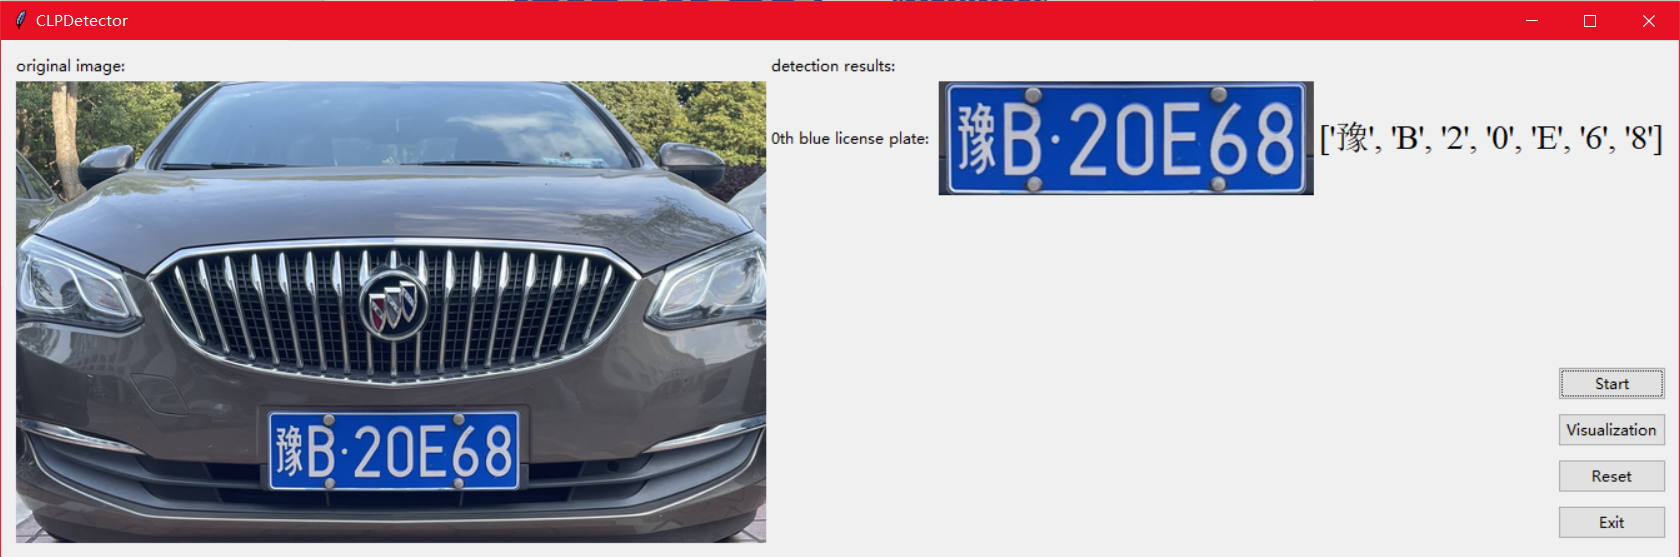 CLPDetector
original image:
豫B·20E68
detection results:
0th blue license plate:
豫B·20E68
['豫', 'B', '2', '0', 'E', '6', '8']
Start
Visualization
Reset
Exit